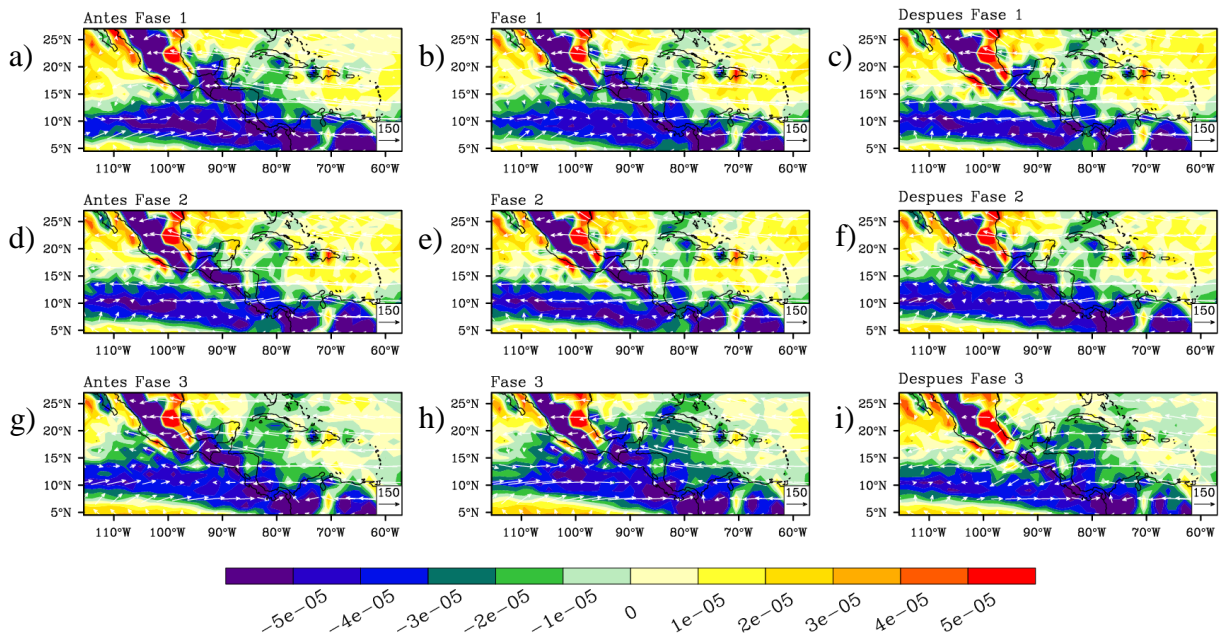 Antes Fase 1
Fase 1
Despues Fase 1
a)
b)
c)
25°N
20°N
15°N
10°N
5°N
150
110°W 100°W 90°W 80°W 70°W 60°W
25°N
20°N
15°N
10°N
5°N
150
110°W 100°W 90°W 80°W 70°W 60°W
25°N
20°N
15°N
10°N
5°N
150
110°W 100°W 90°W 80°W 70°W 60°W
Antes Fase 2
Fase 2
Despues Fase 2
d)
e)
f)
25°N
20°N
15°N
10°N
5°N
150
110°W 100°W 90°W 80°W 70°W 60°W
25°N
20°N
15°N
10°N
5°N
150
110°W 100°W 90°W 80°W 70°W 60°W
25°N
20°N
15°N
10°N
5°N
150
110°W 100°W 90°W 80°W 70°W 60°W
Antes Fase 3
Fase 3
Despues Fase 3
g)
h)
i)
25°N
20°N
15°N
10°N
5°N
150
110°W 100°W 90°W 80°W 70°W 60°W
25°N
20°N
15°N
10°N
5°N
150
110°W 100°W 90°W 80°W 70°W 60°W
25°N
20°N
15°N
10°N
5°N
150
110°W 100°W 90°W 80°W 70°W 60°W
-5e-05 -4e-05 -3e-05 -2e-05 -1e-05 0 1e-05 2e-05 3e-05 4e-05 5e-05